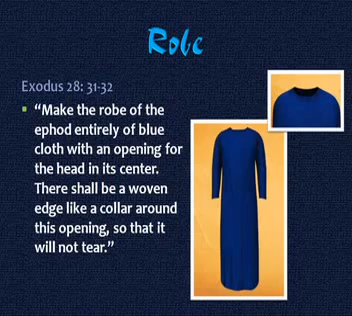 Robe
Exodus 28: 31-32
“Make the robe of the
ephod entirely of blue
cloth with an opening for
the head in its center.
There shall be a woven
edge like a collar around
this opening, so that it
will not tear.”